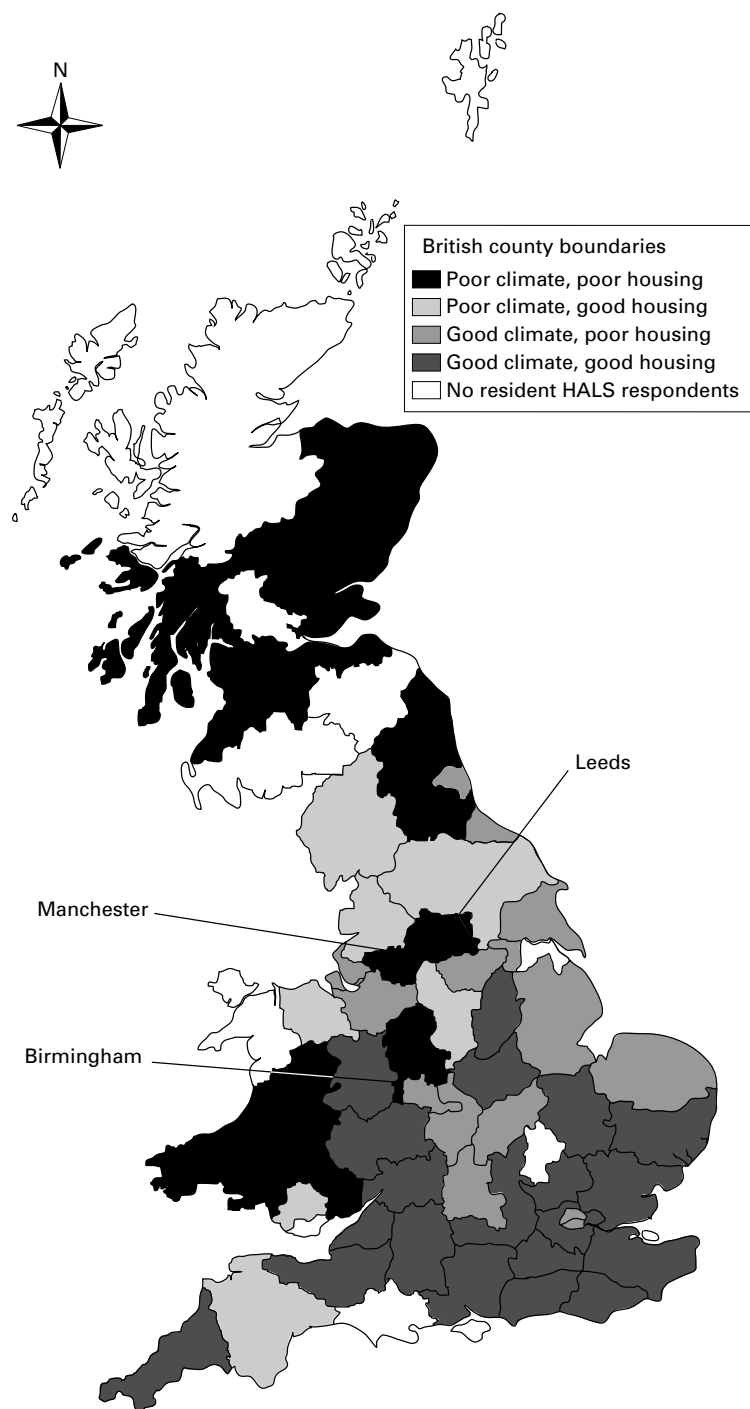 N
British county boundaries
Poor climate, poor housing
Poor climate, good housing
Good climate, poor housing
Good climate, good housing
No resident HALS respondents
Leeds
Manchester
Birmingham